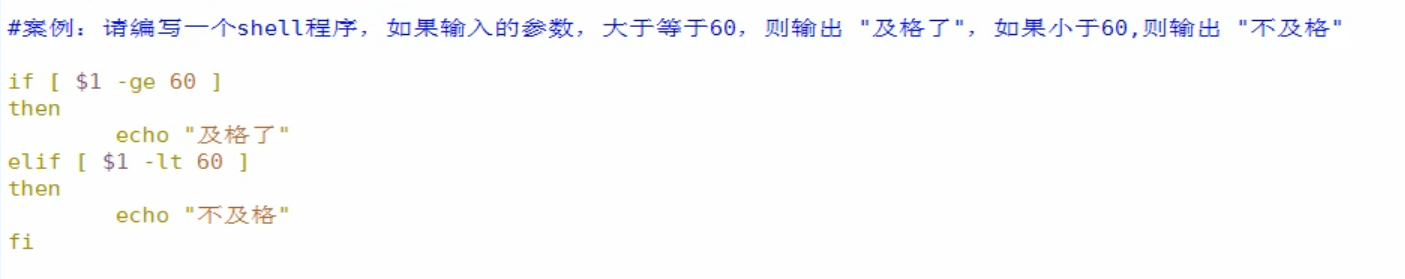 #案例：请编写一个shell程序，如果输入的参数，大于等于60，则输出 "及格了"，如果小于60,则输出 "不及格"
if [ $1 -ge 60 ]
then
echo "及格了"
elif [ $1 -lt 60 ]
then
echo "不及格"
fi